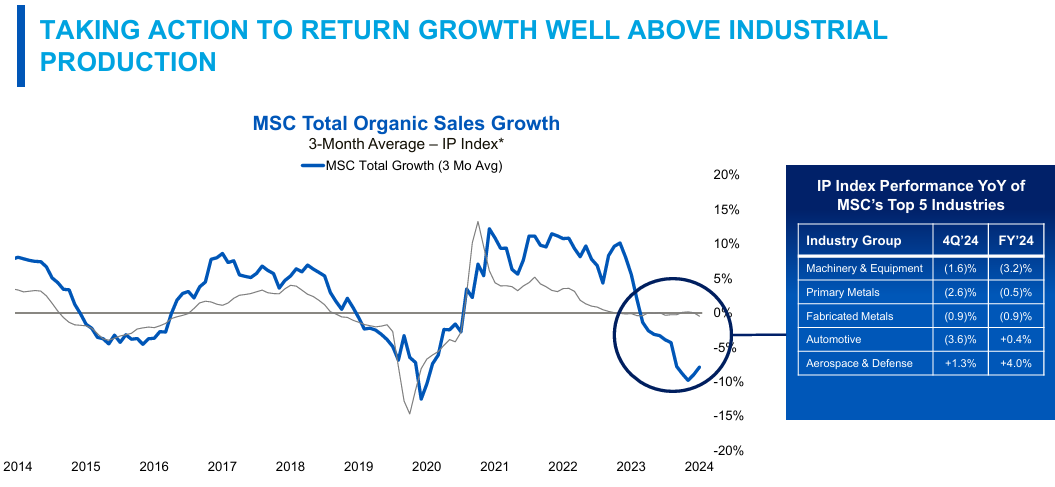 TAKING ACTION TO RETURN GROWTH WELL ABOVE INDUSTRIAL
PRODUCTION
MSC Total Organic Sales Growth
3-Month Average – IP Index*
MSC Total Growth (3 Mo Avg)
20%
15%
10%
5%
0%
-5%
-10%
-15%
-20%
2014 2015 2016 2017 2018 2019 2020 2021 2022 2023 2024
IP Index Performance YoY of
MSC's Top 5 Industries
Industry Group 4Q'24 FY'24
Machinery & Equipment (1.6)% (3.2)%
Primary Metals (2.6)% (0.5)%
Fabricated Metals (0.9)% (0.9)%
Automotive (3.6)% +0.4%
Aerospace & Defense +1.3% +4.0%